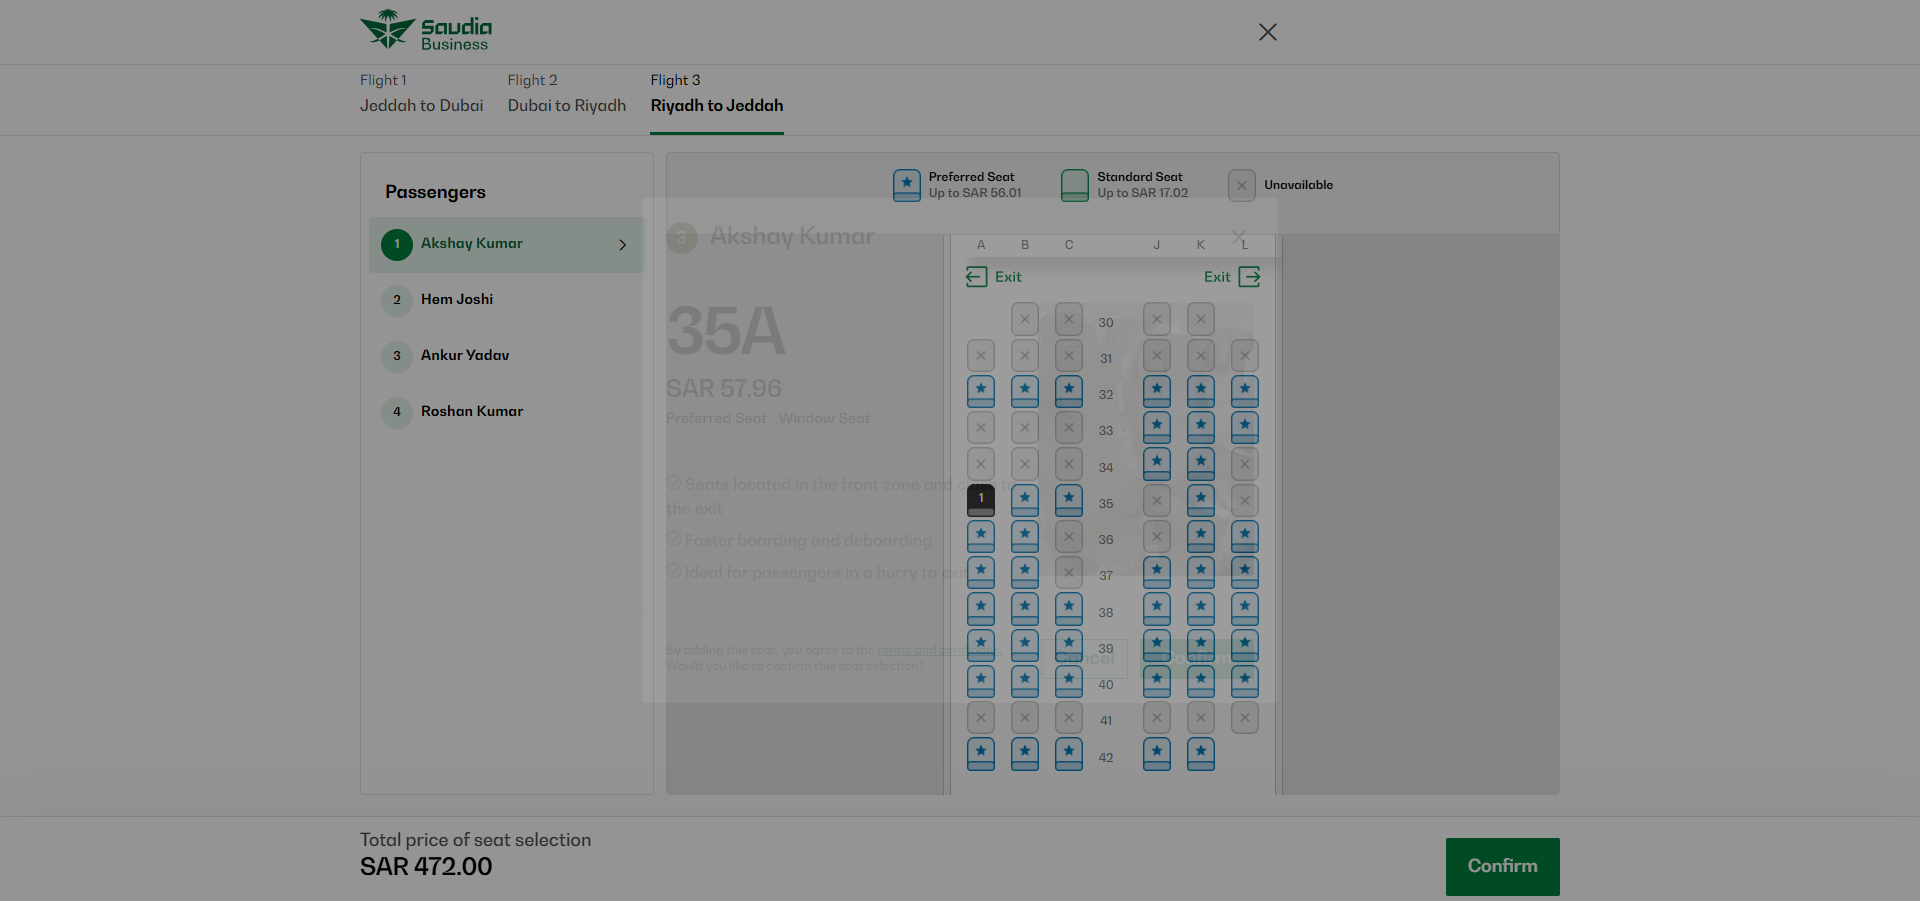 Saudia
Business
Flight 1
Jeddah to Dubai
Flight 2
Dubai to Riyadh
Flight 3
Riyadh to Jeddah
Passengers
1 Akshay Kumar
2 Hem Joshi
3 Ankur Yadav
4 Roshan Kumar
Preferred Seat
Up to SAR 56.01
Standard Seat
Up to SAR 17.02
Unavailable
3 Akshay Kumar
35A
SAR 57.96
Preferred Seat - Window Seat
Seats located in the front zone and close to
the exit
Faster boarding and deboarding
Ideal for passengers in a hurry to exit
By adding this seat, you agree to the terms and conditions.
Would you like to confirm this seat selection?
Cancel
Confirm
A B C J K L
Exit Exit
30
31
32
33
34
1 35
36
37
38
39
40
41
42
Total price of seat selection
SAR 472.00
Confirm